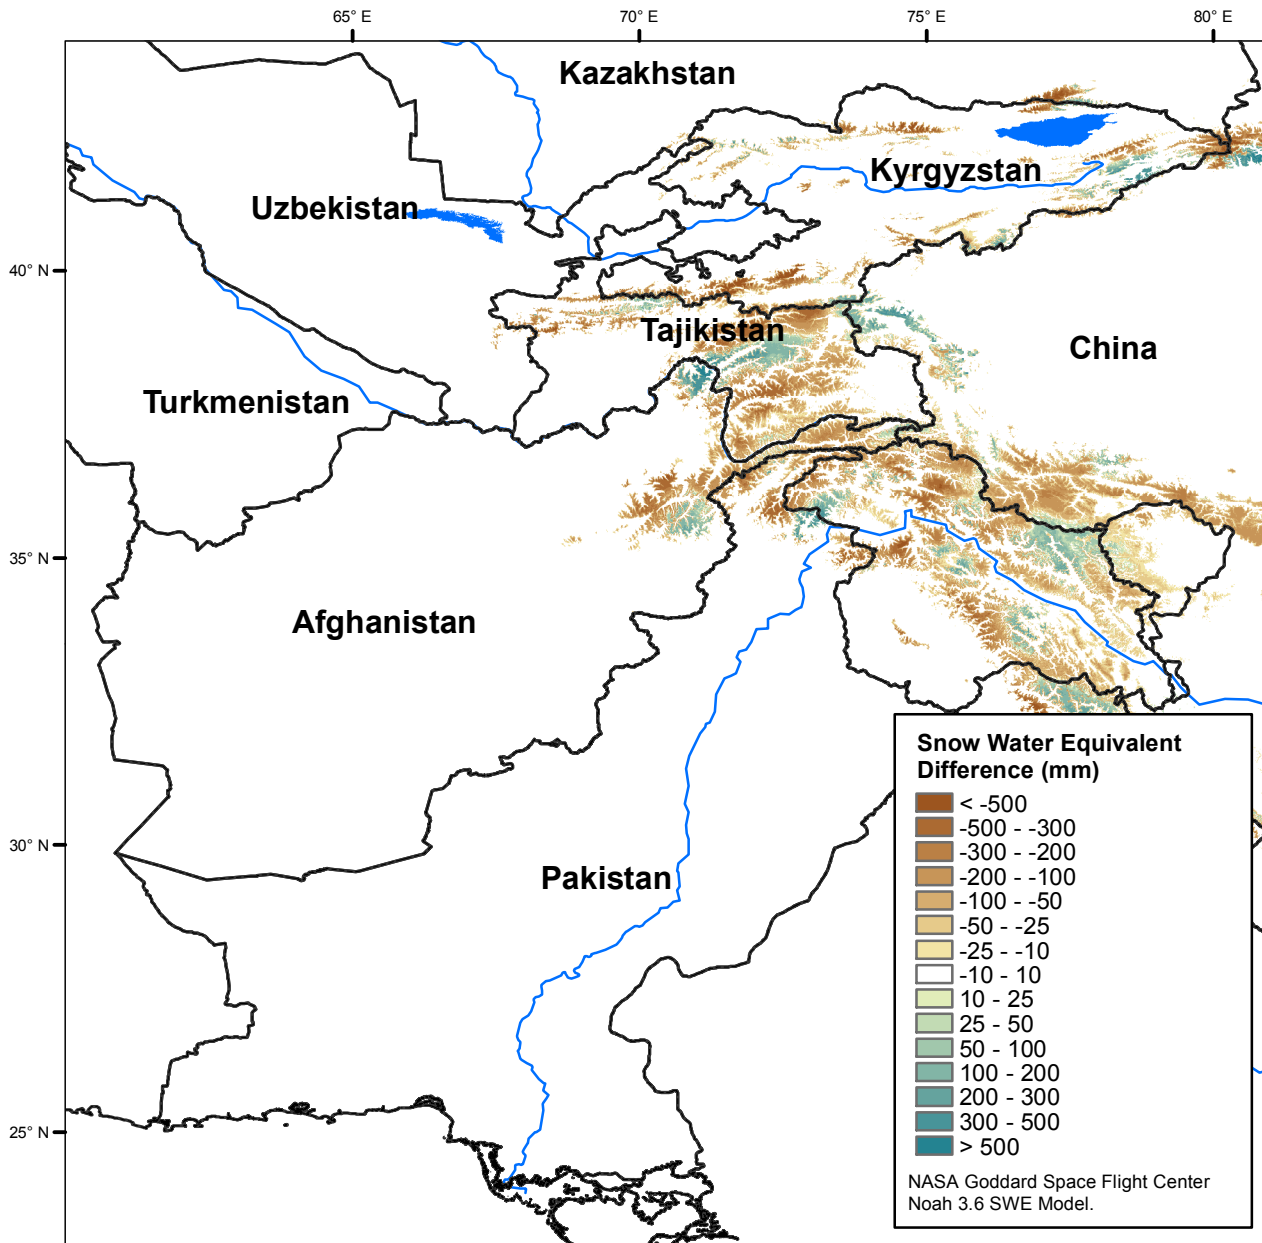 65° E
70° E
75° E
80° E
Kazakhstan
Kyrgyzstan
Uzbekistan
40° N
Tajikistan
China
Turkmenistan
35° N
Afghanistan
Snow Water Equivalent
Difference (mm)
< -500
-500 - -300
-300 - -200
-200 - -100
-100 - -50
-50 - -25
-25 - -10
-10 - 10
10 - 25
25 - 50
50 - 100
100 - 200
200 - 300
300 - 500
> 500
30° N
Pakistan
25° N
NASA Goddard Space Flight Center
Noah 3.6 SWE Model.